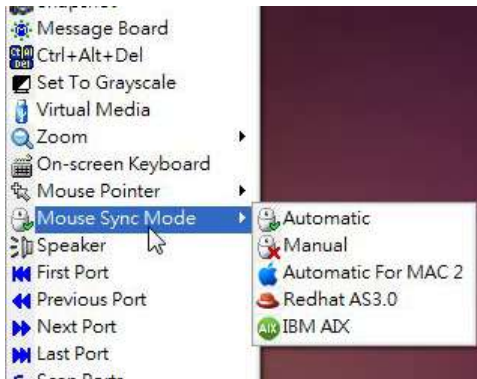 Message Board
Ctrl+Alt+Del
Set To Grayscale
Virtual Media
Zoom
On-screen Keyboard
Mouse Pointer
Mouse Sync Mode
Speaker
First Port
Previous Port
Next Port
Last Port
Automatic
Manual
Automatic For MAC 2
Redhat AS3.0
AIX IBM AIX